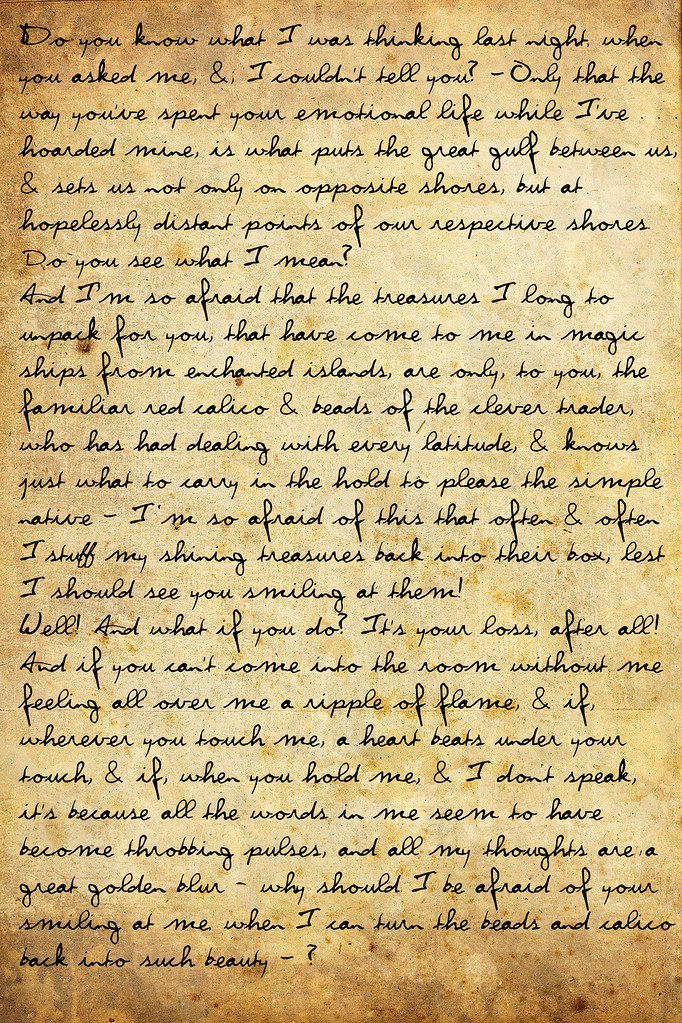 Do you know what I was thinking last night, when
you asked me, &; I couldn't tell you? - Only that the
way you've spent your emotional life while I've . . .
hoarded mine, is what puts the great gulf between us,
& sets us not only on opposite shores, but at
hopelessly distant points of our respective shores.
Do you see what I mean?
And I'm so afraid that the treasures I long to
unpack for you, that have come to me in magic
ships from enchanted islands, are only, to you, the
familiar red calico & beads of the clever trader,
who has had dealing with every latitude, & knows
just what to carry in the hold to please the simple
native - I'm so afraid of this that often & often
I stuff my shining treasures back into their box, lest
I should see you smiling at them!
Well! And what if you do? It's your loss, after all!
And if you can't come into the room without me
feeling all over me a ripple of flame, & if,
wherever you touch me, a heart beats under your
touch, & if, when you hold me, & I don't speak,
it's because all the words in me seem to have
become throbbing pulses, and all my thoughts are a
great golden blur - why should I be afraid of your
smiling at me, when I can turn the beads and calico
back into such beauty - ?